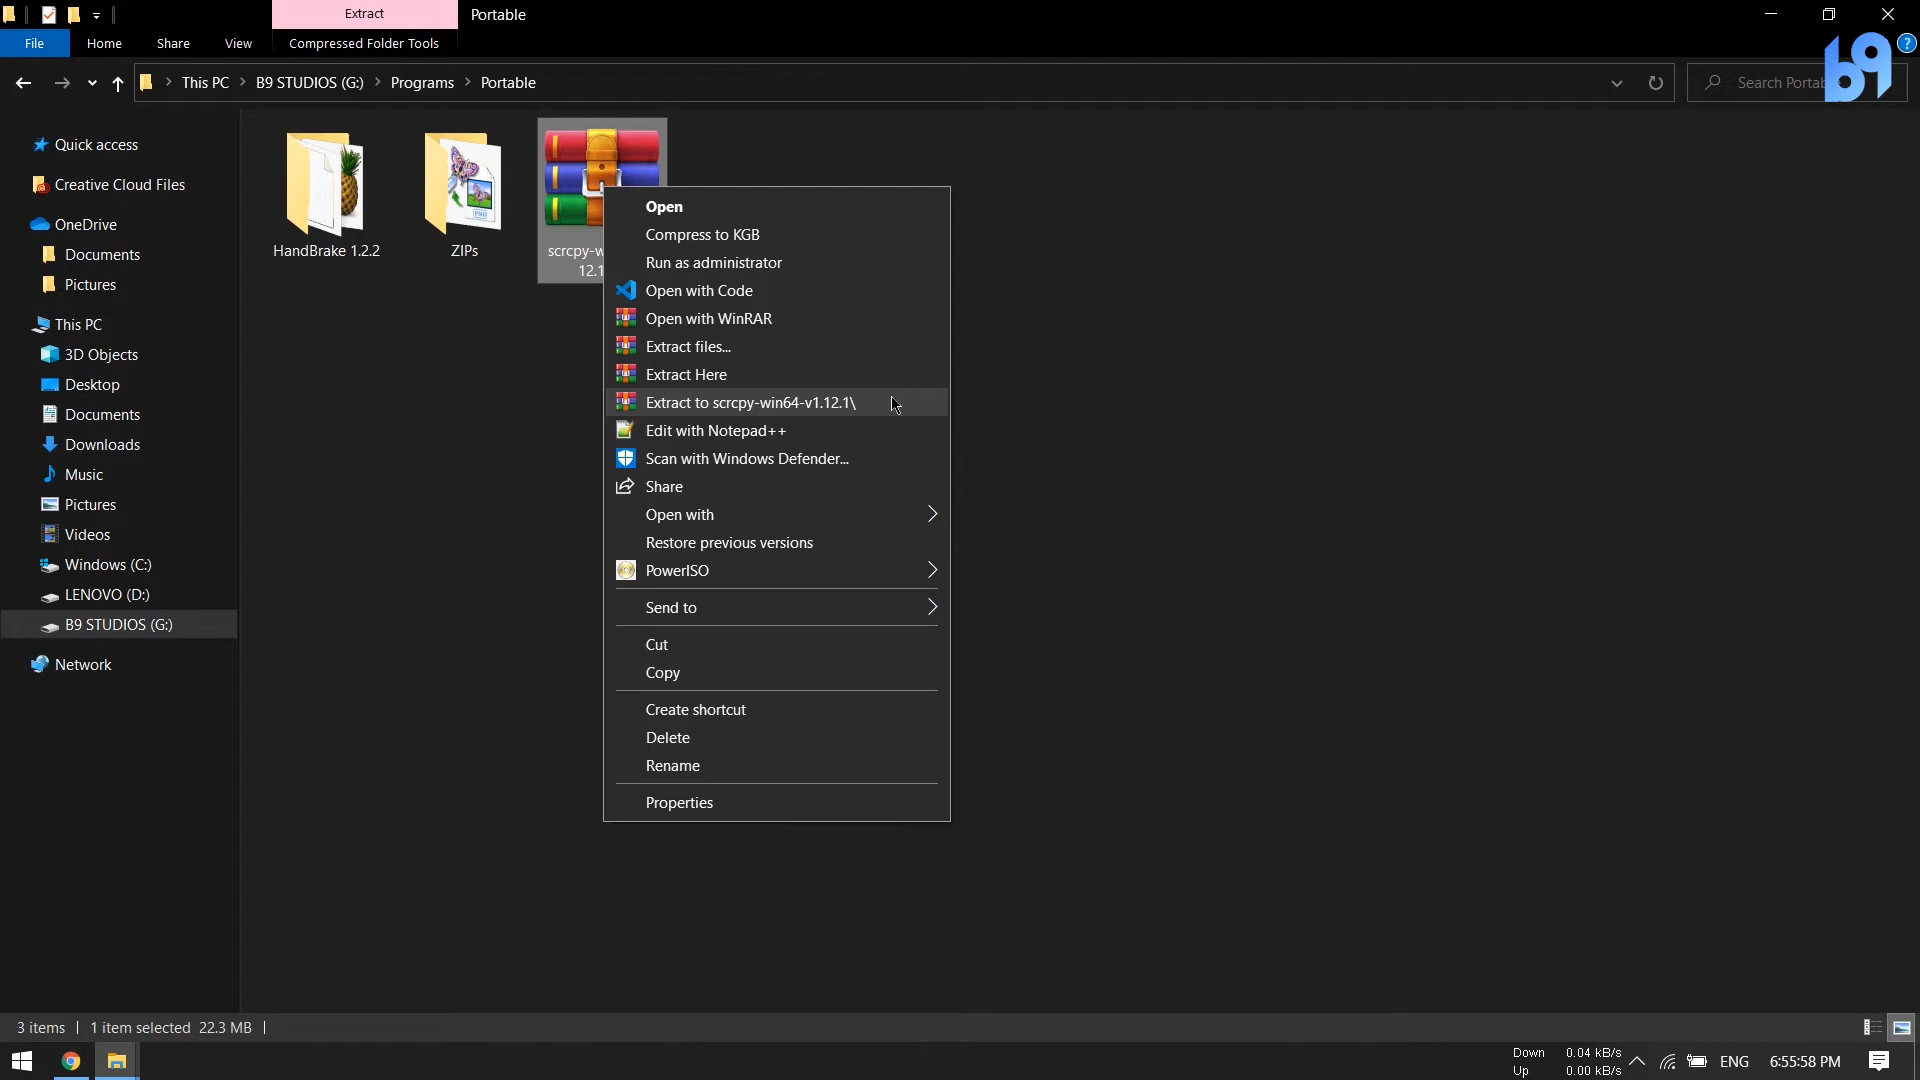 Extract
Portable
File
Home
Share
View
Compressed Folder Tools
This PC
B9 STUDIOS (G:)
Programs
Portable
Search Portab
b9
Quick access
Creative Cloud Files
OneDrive
Documents
Pictures
This PC
3D Objects
Desktop
Documents
Downloads
Music
Pictures
Videos
Windows (C:)
LENOVO (D:)
B9 STUDIOS (G:)
Network
HandBrake 1.2.2
ZIPs
scrcpy-w
12.1
Open
Compress to KGB
Run as administrator
Open with Code
Open with WinRAR
Extract files...
Extract Here
Extract to scrcpy-win64-v1.12.1\
Edit with Notepad++
Scan with Windows Defender...
Share
Open with
Restore previous versions
PowerISO
Send to
Cut
Copy
Create shortcut
Delete
Rename
Properties
3 items
1 item selected 22.3 MB
Down 0.04 kB/s
Up 0.00 kB/s
ENG
6:55:58 PM